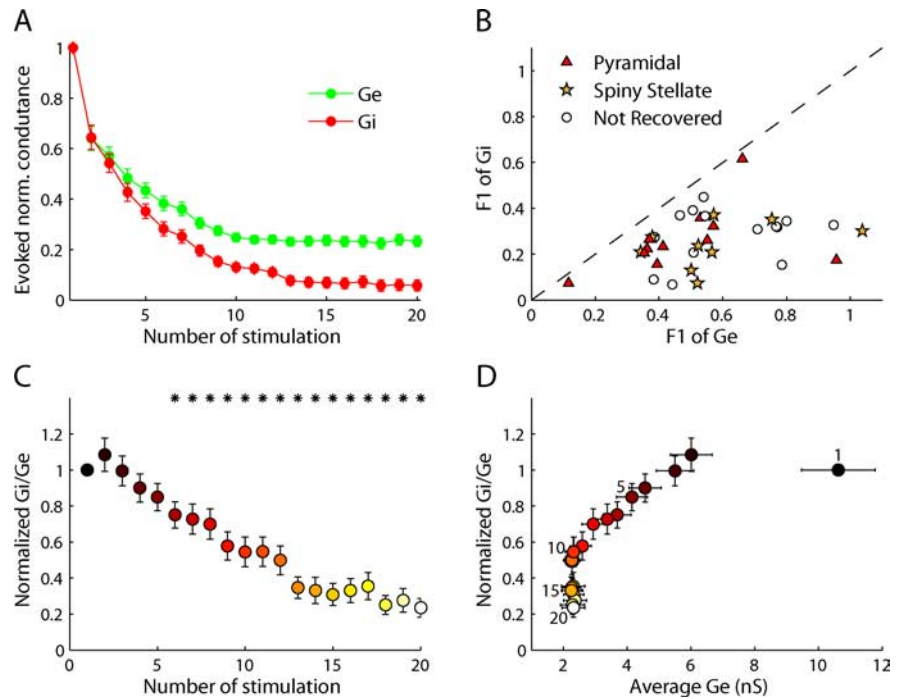 A
Evoked norm. condutance
1
0.8
0.6
0.4
0.2
0
5
10
15
20
Number of stimulation
Ge
Gi
B
F1 of Gi
1
0.8
0.6
0.4
0.2
0
0
0.2
0.4
0.6
0.8
1
F1 of Ge
Pyramidal
Spiny Stellate
Not Recovered
C
Normalized Gi/Ge
1.2
1
0.8
0.6
0.4
0.2
0
* * * * * * * * * * * * * * *
0
5
10
15
20
Number of stimulation
D
Normalized Gi/Ge
1.2
1
0.8
0.6
0.4
0.2
0
1
5
10
15
20
2
4
6
8
10
12
Average Ge (nS)